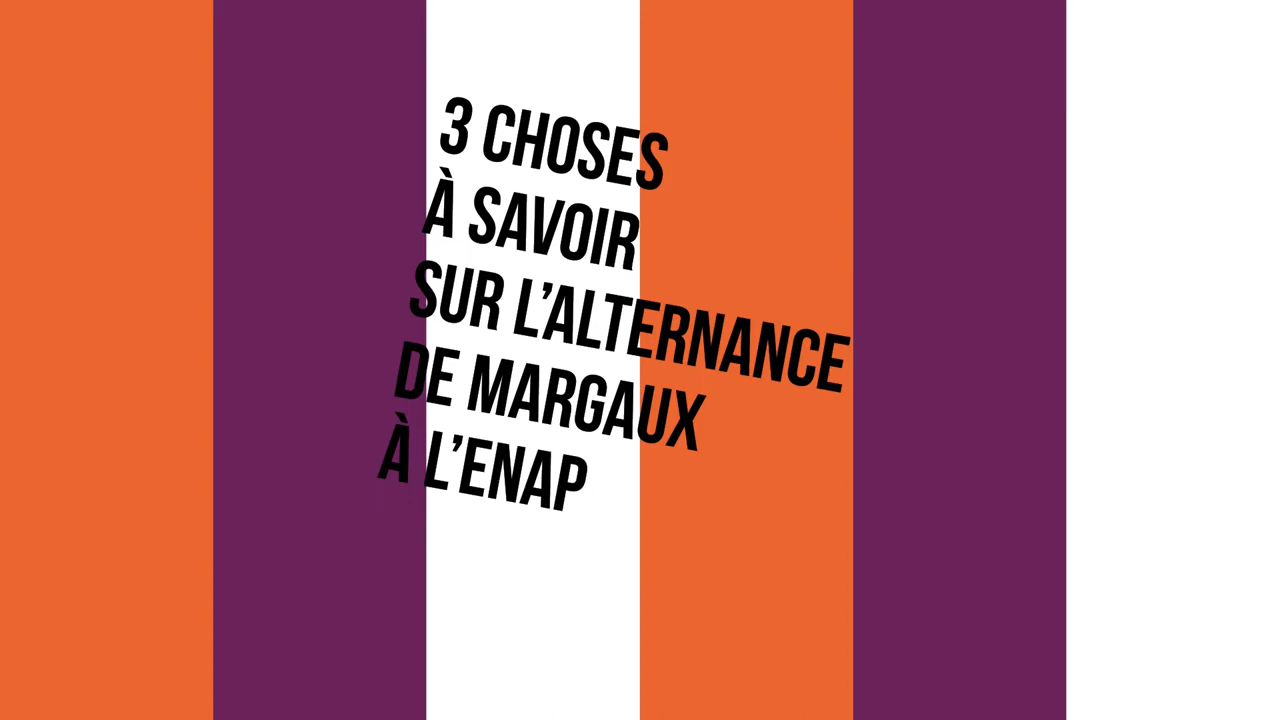 3 CHOSES
À SAVOIR
SUR L’ALTERNANCE
DE MARGAUX
À L’ENAP